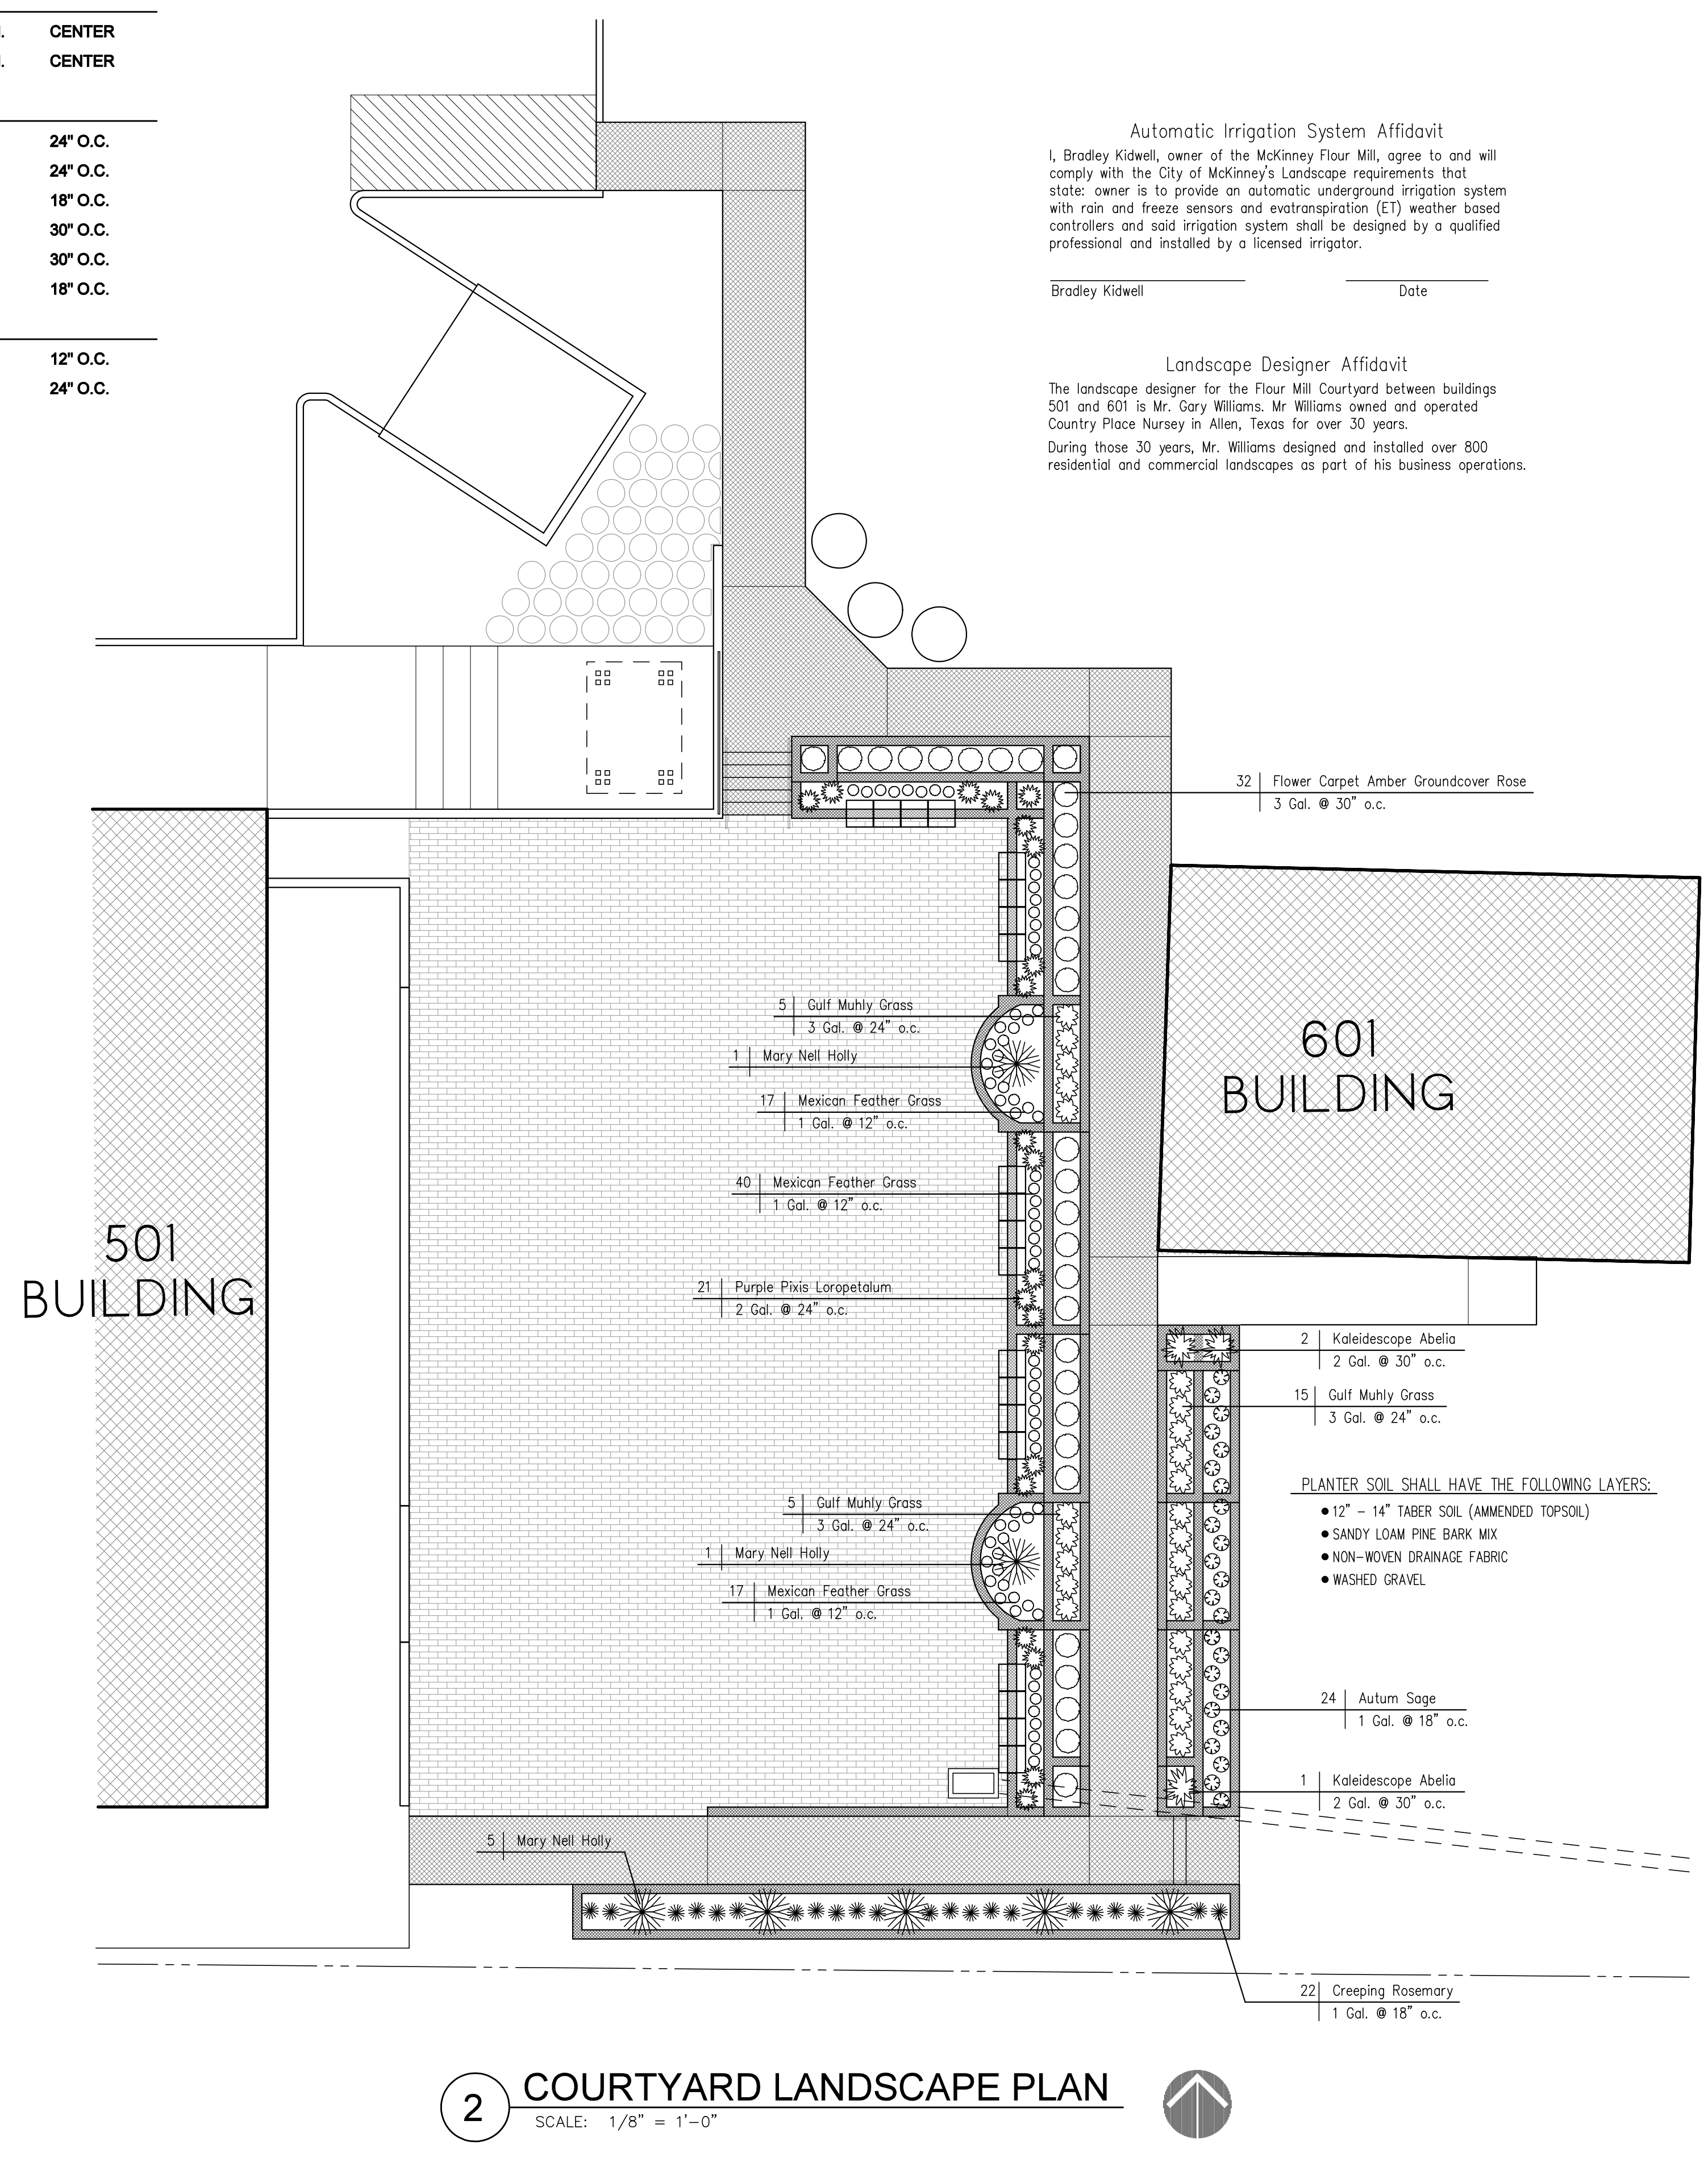 . CENTER
. CENTER
24" O.C.
24" O.C.
18" O.C.
30" O.C.
30" O.C.
18" O.C.
12" O.C.
24" O.C.
Automatic Irrigation System Affidavit
I, Bradley Kidwell, owner of the McKinney Flour Mill, agree to and will
comply with the City of McKinney's Landscape requirements that
state: owner is to provide an automatic underground irrigation system
with rain and freeze sensors and evatranspiration (ET) weather based
controllers and said irrigation system shall be designed by a qualified
professional and installed by a licensed irrigator.
Bradley Kidwell Date
Landscape Designer Affidavit
The landscape designer for the Flour Mill Courtyard between buildings
501 and 601 is Mr. Gary Williams. Mr Williams owned and operated
Country Place Nursey in Allen, Texas for over 30 years.
During those 30 years, Mr. Williams designed and installed over 800
residential and commercial landscapes as part of his business operations.
32 Flower Carpet Amber Groundcover Rose
3 Gal. @ 30" o.c.
5 Gulf Muhly Grass
3 Gal. @ 24" o.c.
1 Mary Nell Holly
17 Mexican Feather Grass
1 Gal. @ 12" o.c.
40 Mexican Feather Grass
1 Gal. @ 12" o.c.
21 Purple Pixis Loropetalum
2 Gal. @ 24" o.c.
5 Gulf Muhly Grass
3 Gal. @ 24" o.c.
1 Mary Nell Holly
17 Mexican Feather Grass
1 Gal. @ 12" o.c.
5 Mary Nell Holly
501
BUILDING
601
BUILDING
2 Kaleidescope Abelia
2 Gal. @ 30" o.c.
15 Gulf Muhly Grass
3 Gal. @ 24" o.c.
PLANTER SOIL SHALL HAVE THE FOLLOWING LAYERS:
● 12" - 14" TABER SOIL (AMMENDED TOPSOIL)
● SANDY LOAM PINE BARK MIX
● NON-WOVEN DRAINAGE FABRIC
● WASHED GRAVEL
24 Autum Sage
1 Gal. @ 18" o.c.
1 Kaleidescope Abelia
2 Gal. @ 30" o.c.
22 Creeping Rosemary
1 Gal. @ 18" o.c.
2 COURTYARD LANDSCAPE PLAN
SCALE: 1/8" = 1'-0"